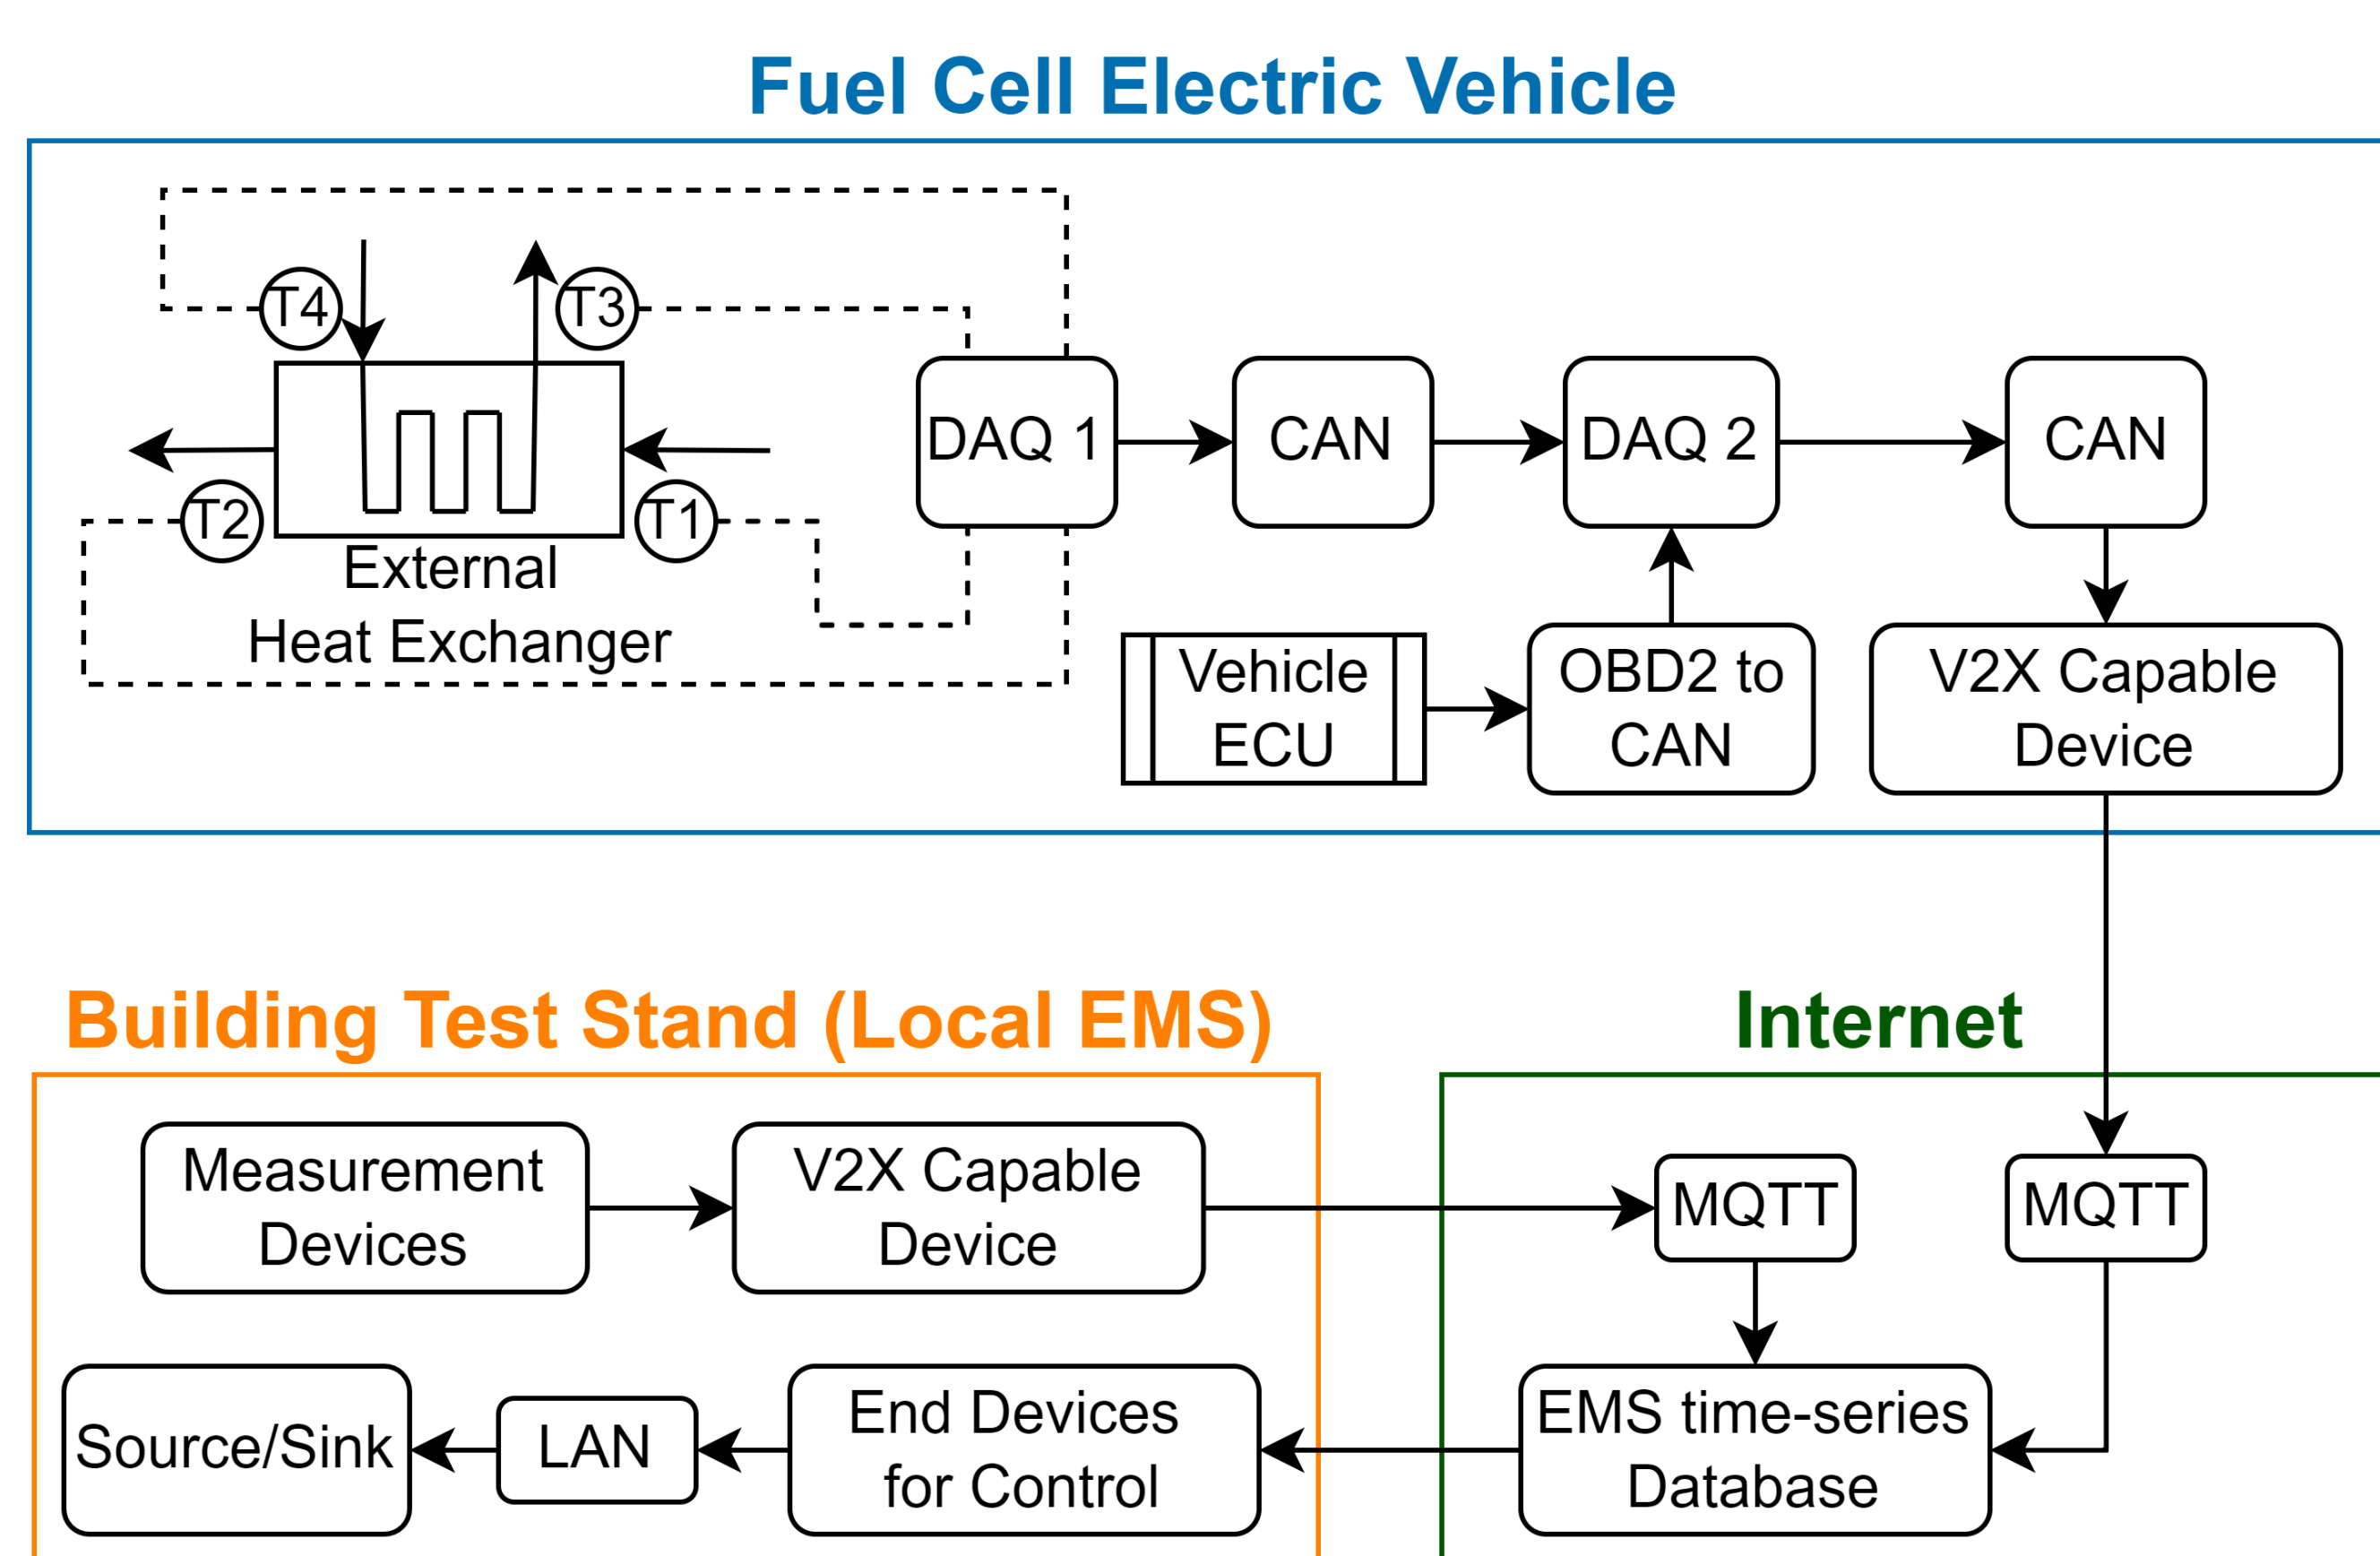 Fuel Cell Electric Vehicle
T4
T3
T2
T1
External
Heat Exchanger
DAQ 1
CAN
DAQ 2
CAN
Vehicle
ECU
OBD2 to
CAN
V2X Capable
Device
Building Test Stand (Local EMS)
Internet
Measurement
Devices
V2X Capable
Device
MQTT
MQTT
Source/Sink
LAN
End Devices
for Control
EMS time-series
Database